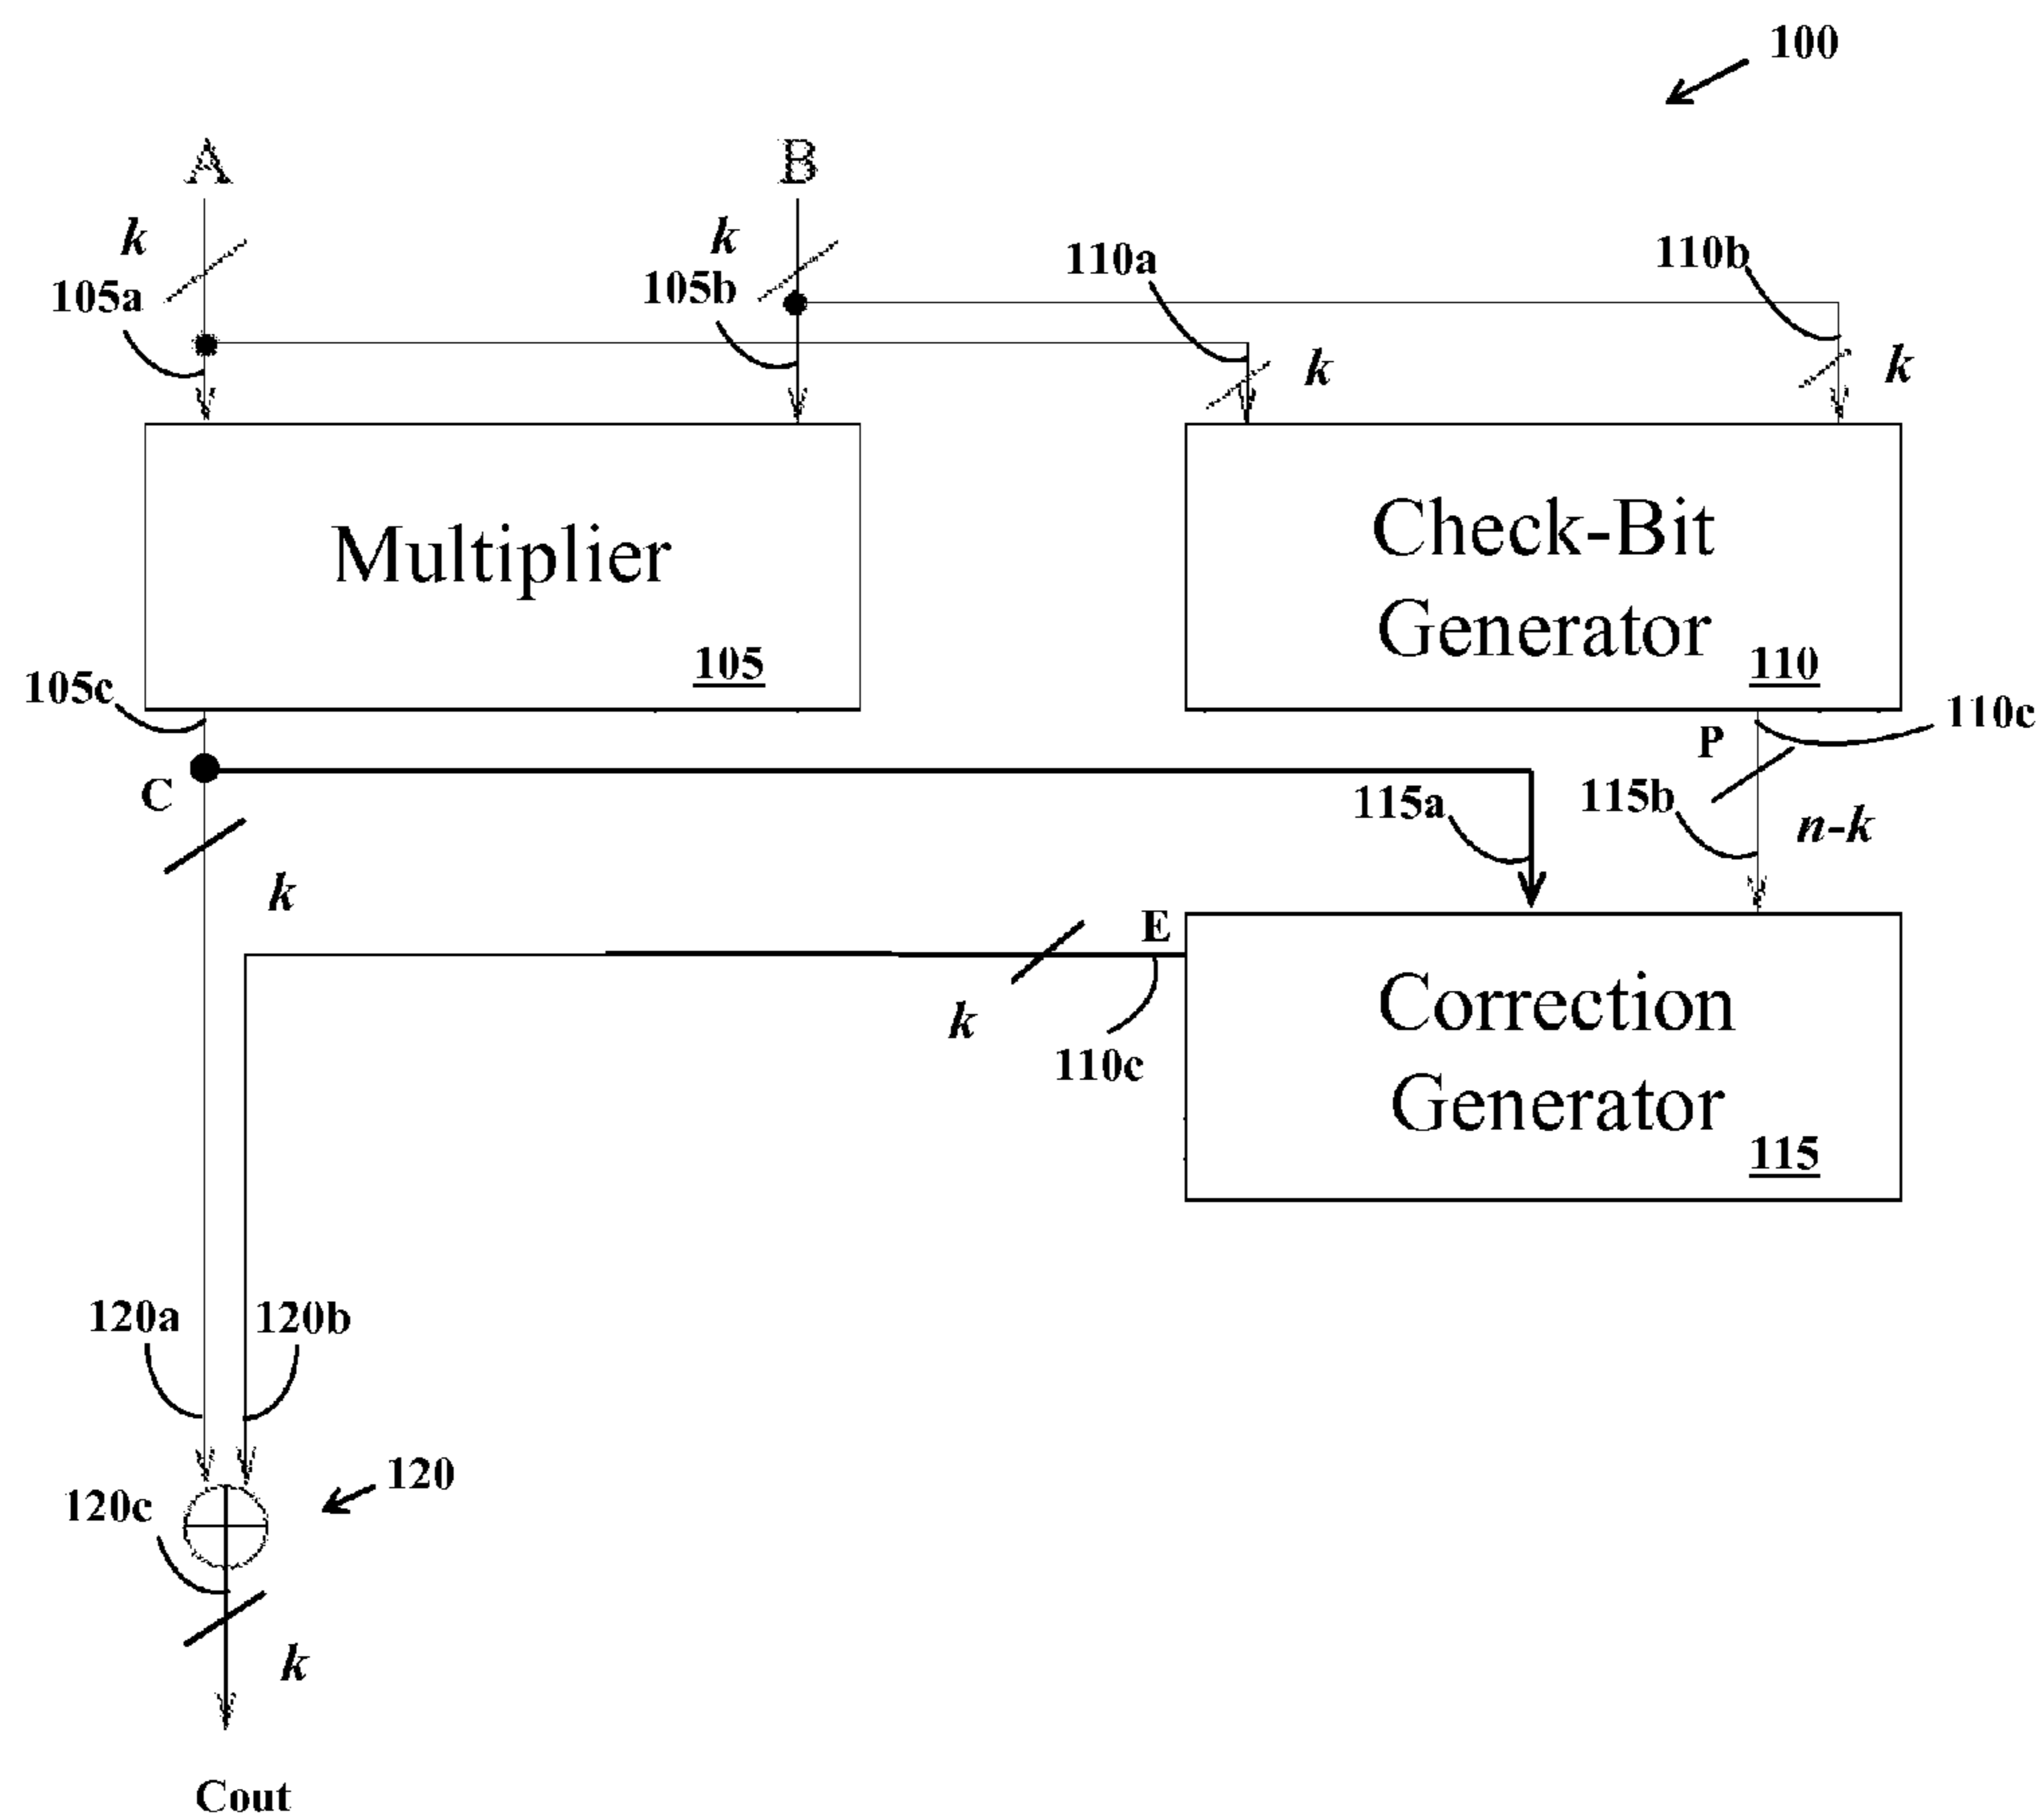 100
A
B
k
k
110a
110b
105a
105b
k
k
Multiplier
105
Check-Bit
Generator
110
105c
110c
P
C
115a
115b
n-k
k
E
k
110c
Correction
Generator
115
120a
120b
120
120c
k
Cout